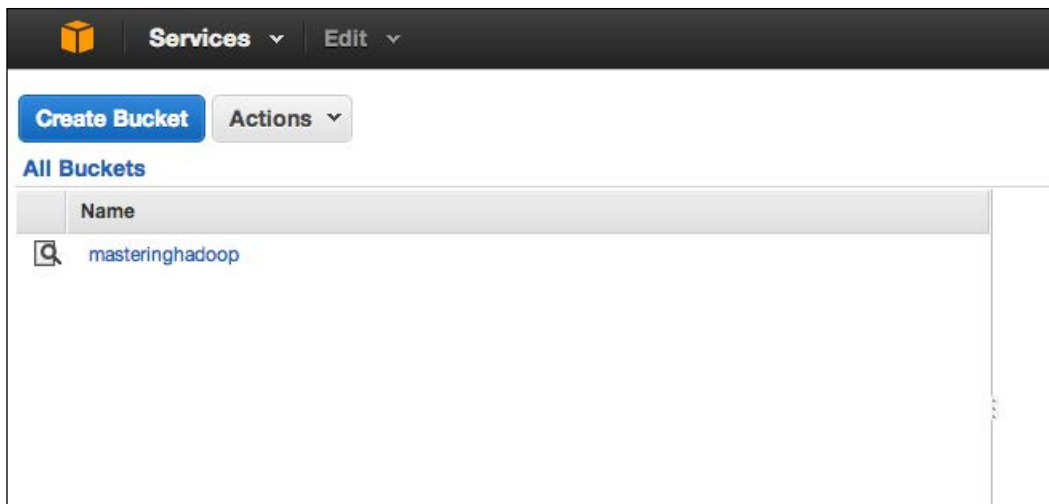 Services Edit
Create Bucket Actions
All Buckets
Name
masteringhadoop